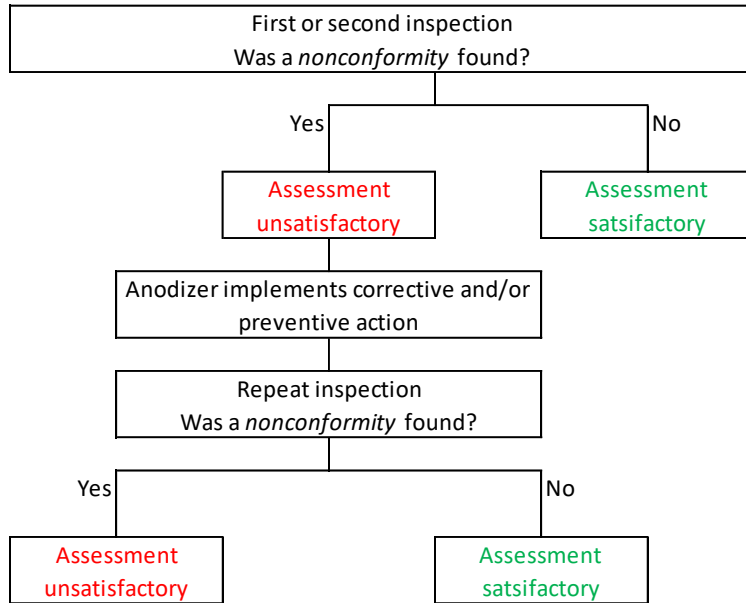 First or second inspection
Was a nonconformity found?
Yes
No
Assessment
unsatisfactory
Assessment
satsifactory
Anodizer implements corrective and/or
preventive action
Repeat inspection
Was a nonconformity found?
Yes
No
Assessment
unsatisfactory
Assessment
satsifactory